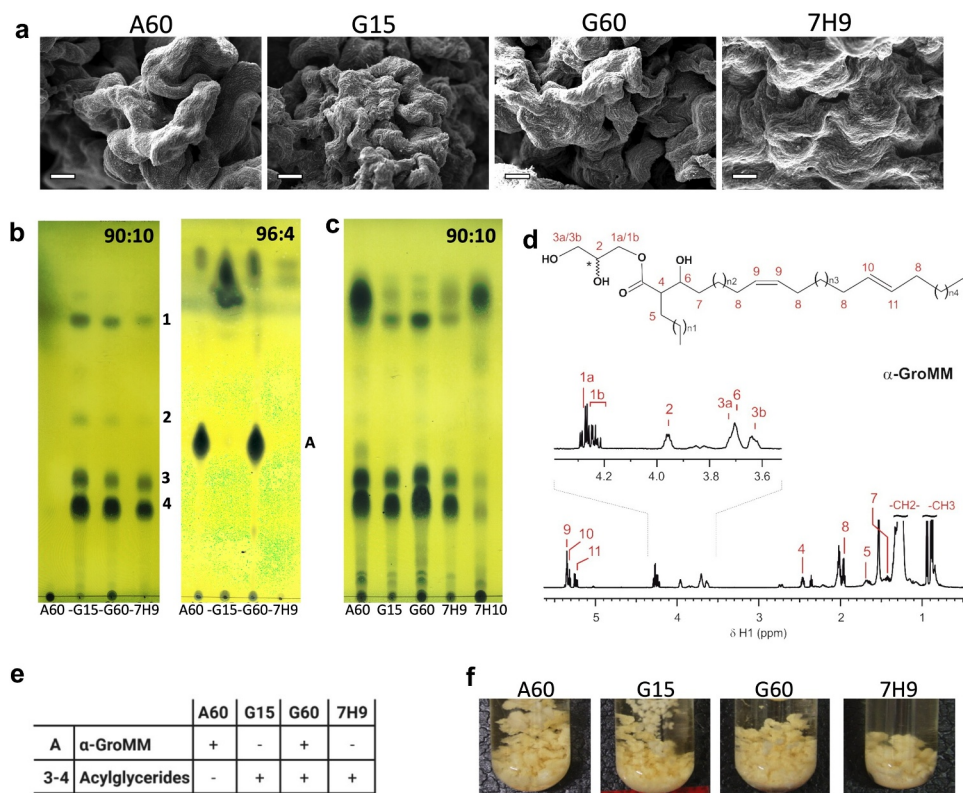 A60 G15 G60 7H9
a
b 90:10 96:4
1
2
3
4
A
A60 -G15-G60-7H9 A60 -G15-G60-7H9
c 90:10
A60 G15 G60 7H9 7H10
d
3a/3b 2 1a/1b
HO * O OH
OH O 4 6 n2 9 9 n3 10 8
5 7 8 8 8 11 n4
n1
α-GroMM
1a
1b 2 3a 6 3b
4.2 4.0 3.8 3.6
9 10 11 4 8 5 7 -CH2- -CH3
5 4 3 2 1
δ H1 (ppm)
e
A60 G15 G60 7H9
A α-GroMM + - + -
3-4 Acylglycerides - + + +
f
A60 G15 G60 7H9